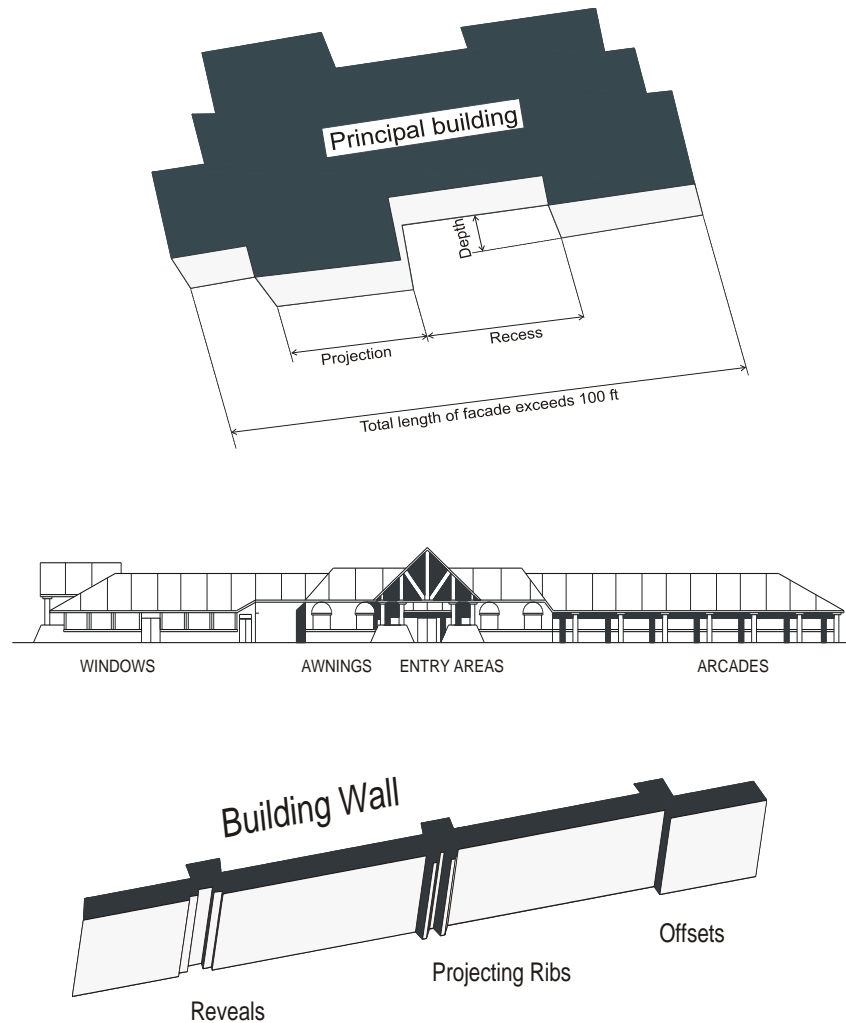 Principal building
Depth
Projection
Recess
Total length of facade exceeds 100 ft
WINDOWS
AWNINGS
ENTRY AREAS
ARCADES
Building Wall
Offsets
Projecting Ribs
Reveals